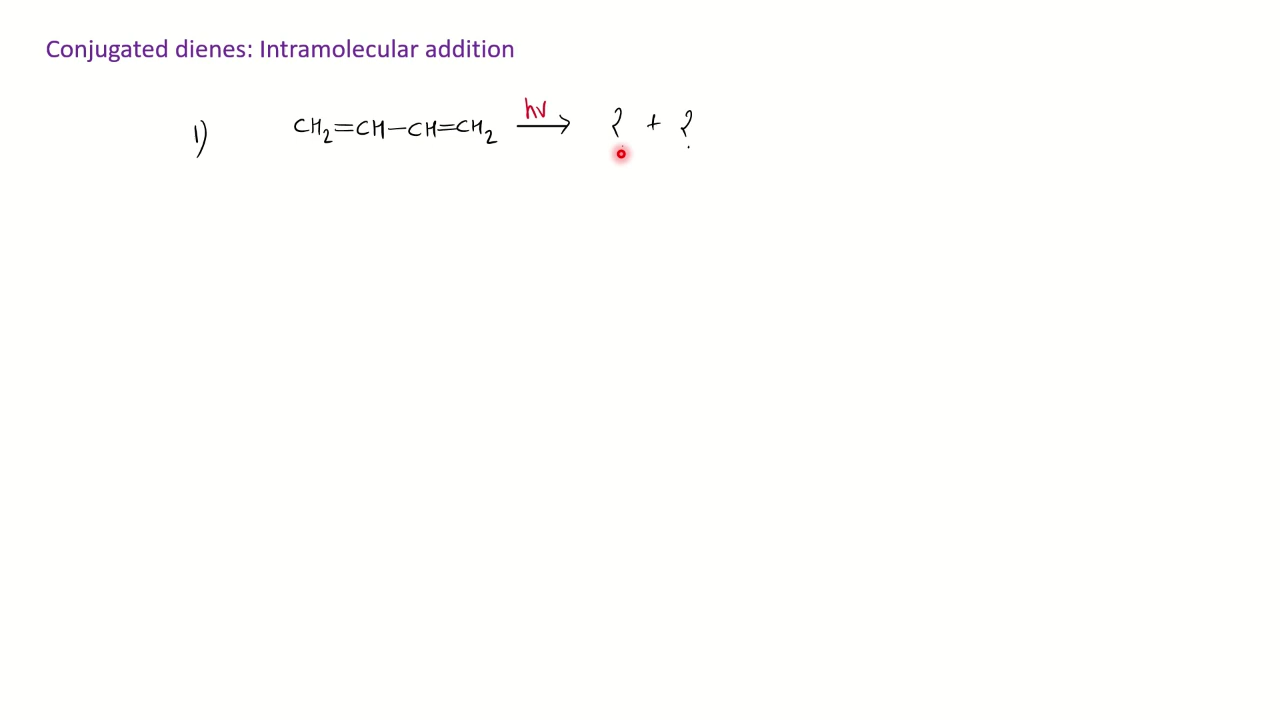 Conjugated dienes: Intramolecular addition
1) CH₂=CH–CH=CH₂ hν → ? + ?